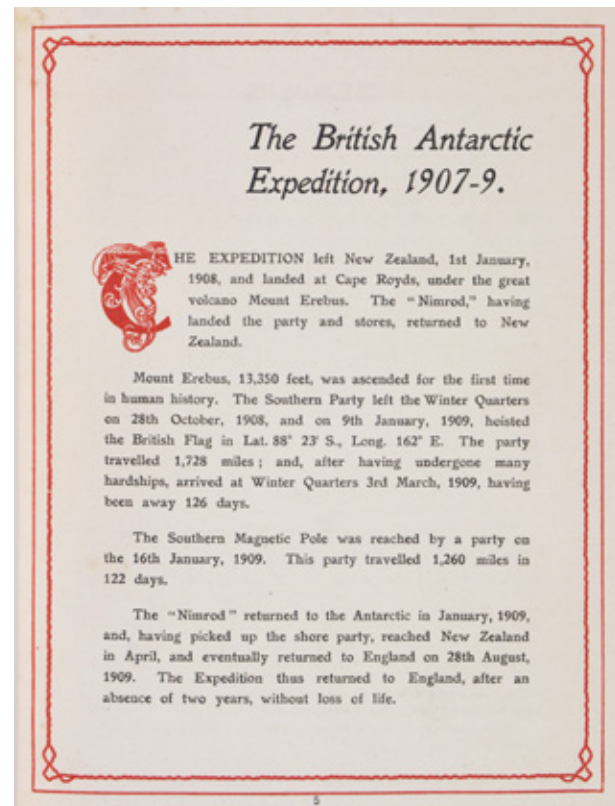 The British Antarctic
Expedition, 1907-9.
THE EXPEDITION left New Zealand, 1st January,
1908, and landed at Cape Royds, under the great
volcano Mount Erebus. The "Nimrod," having
landed the party and stores, returned to New
Zealand.
Mount Erebus, 13,350 feet, was ascended for the first time
in human history. The Southern Party left the Winter Quarters
on 28th October, 1908, and on 9th January, 1909, hoisted
the British Flag in Lat. 88° 23' S., Long. 162° E. The party
travelled 1,728 miles; and, after having undergone many
hardships, arrived at Winter Quarters 3rd March, 1909, having
been away 126 days.
The Southern Magnetic Pole was reached by a party on
the 16th January, 1909. This party travelled 1,260 miles in
122 days.
The "Nimrod" returned to the Antarctic in January, 1909,
and, having picked up the shore party, reached New Zealand
in April, and eventually returned to England on 28th August,
1909. The Expedition thus returned to England, after an
absence of two years, without loss of life.
5